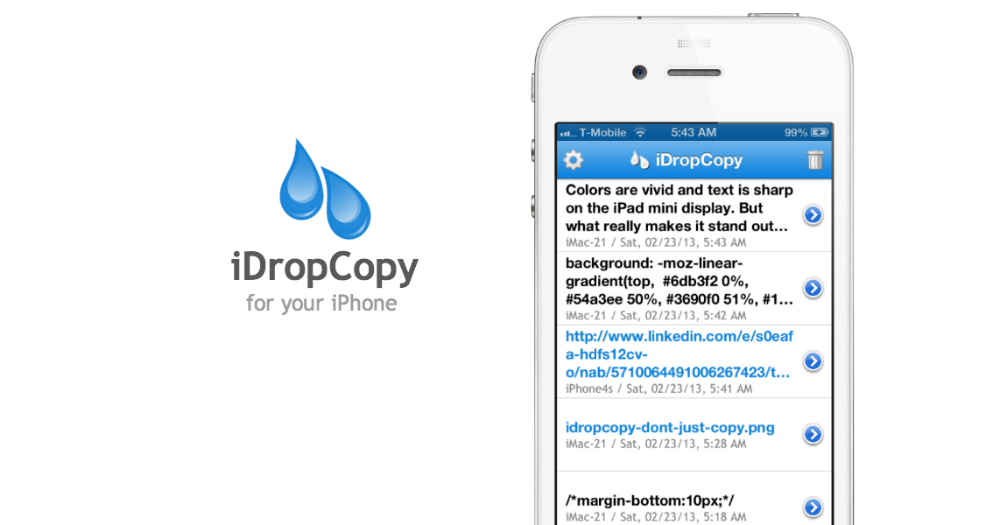 iDropCopy
for your iPhone
T-Mobile 5:43 AM 99%
iDropCopy
Colors are vivid and text is sharp
on the iPad mini display. But
what really makes it stand out...
iMac-21 / Sat, 02/23/13, 5:43 AM
background: -moz-linear-
gradient(top,  #6db3f2 0%,
#54a3ee 50%, #3690f0 51%, #1...
iMac-21 / Sat, 02/23/13, 5:42 AM
http://www.linkedin.com/e/s0eaf
a-hdfs12cv-
o/nab/5710064491006267423/t...
iPhone4s / Sat, 02/23/13, 5:41 AM
idropcopy-dont-just-copy.png
iMac-21 / Sat, 02/23/13, 5:28 AM
/*margin-bottom:10px;*/
iMac-21 / Sat, 02/23/13, 5:18 AM